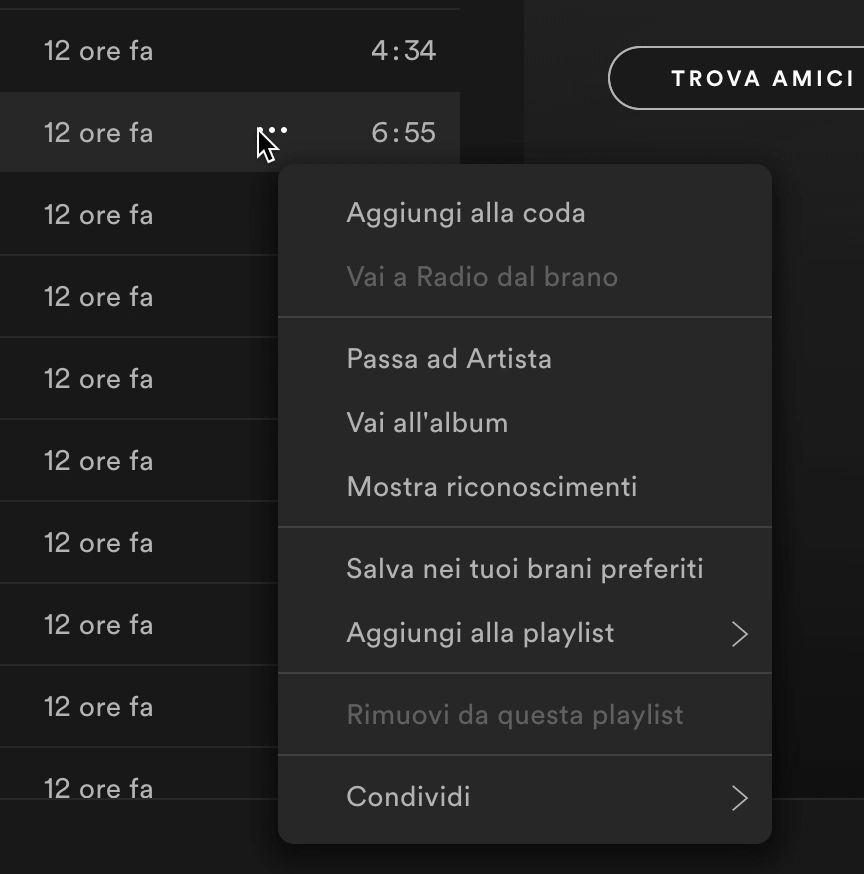 12 ore fa 4:34
TROVA AMICI
12 ore fa 6:55
12 ore fa
12 ore fa
12 ore fa
12 ore fa
12 ore fa
12 ore fa
12 ore fa
12 ore fa
Aggiungi alla coda
Vai a Radio dal brano
Passa ad Artista
Vai all'album
Mostra riconoscimenti
Salva nei tuoi brani preferiti
Aggiungi alla playlist
Rimuovi da questa playlist
Condividi